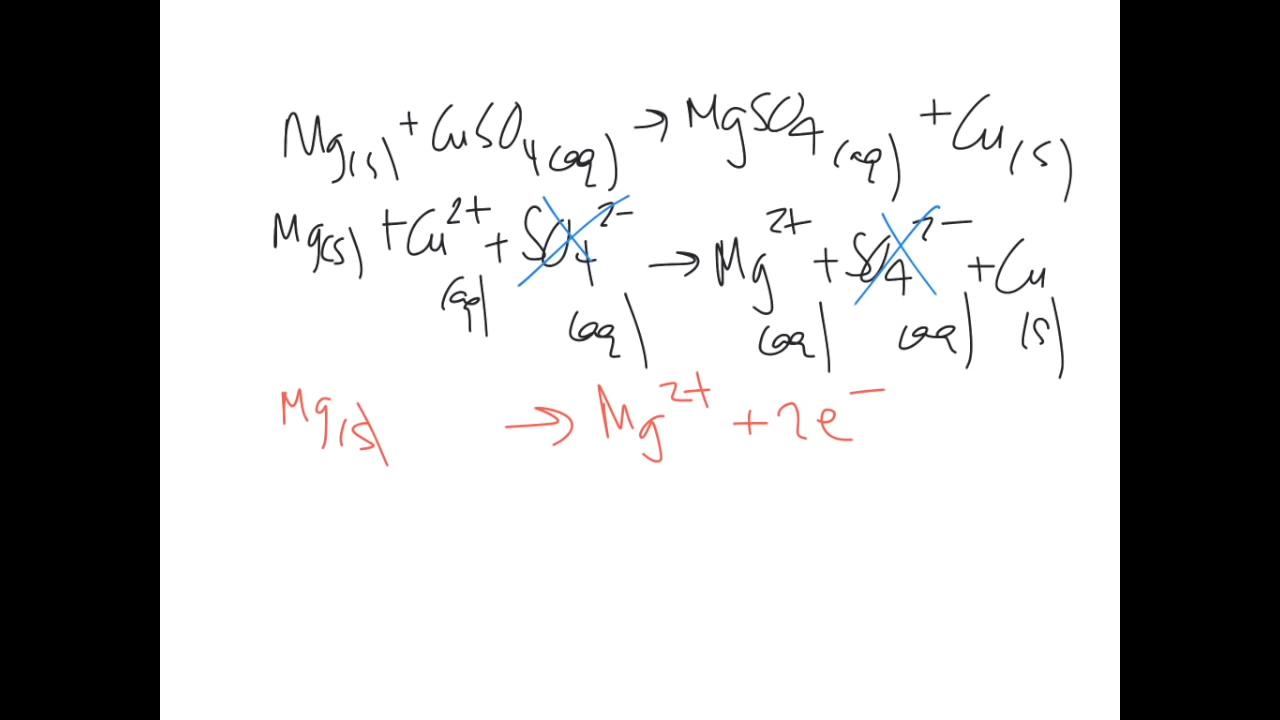 Mg(s) + CuSO4(aq) → MgSO4(aq) + Cu(s)
Mg(s) + Cu²⁺(aq) + SO4²⁻(aq) → Mg²⁺(aq) + SO4²⁻(aq) + Cu(s)
Mg(s) → Mg²⁺ + 2e⁻